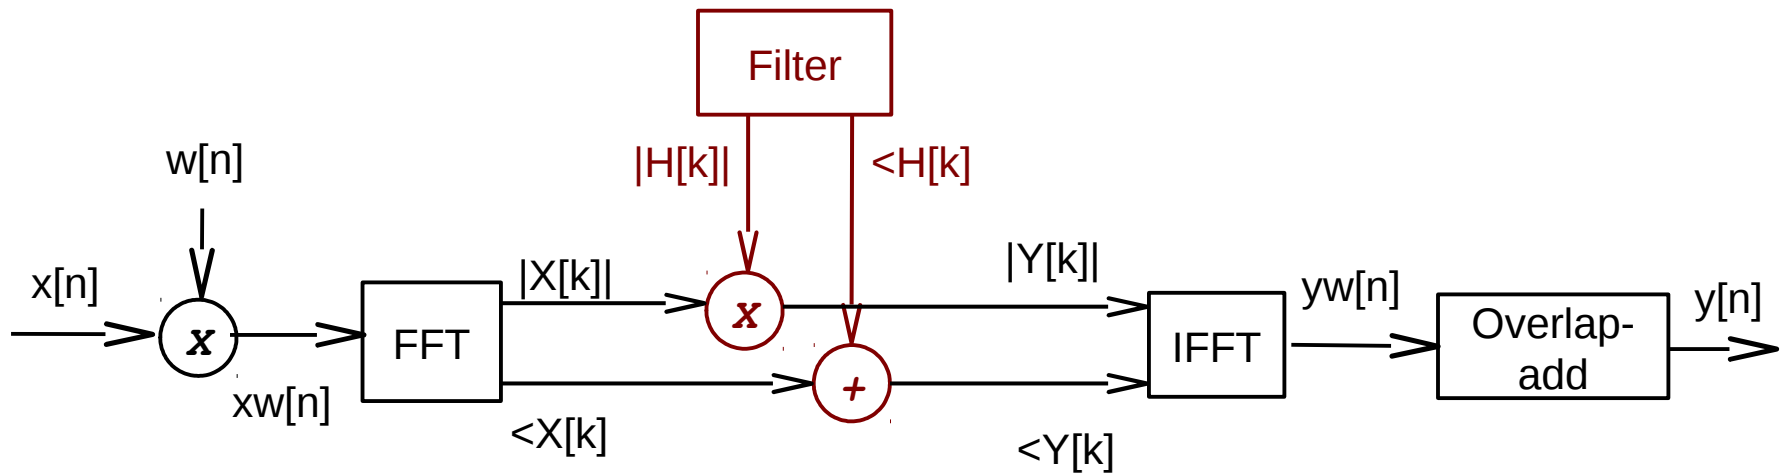 Filter
w[n]
|H[k]|
<H[k]
x[n]
|X[k]|
|Y[k]|
yw[n]
y[n]
x
x
FFT
IFFT
Overlap-
add
+
xw[n]
<X[k]
<Y[k]